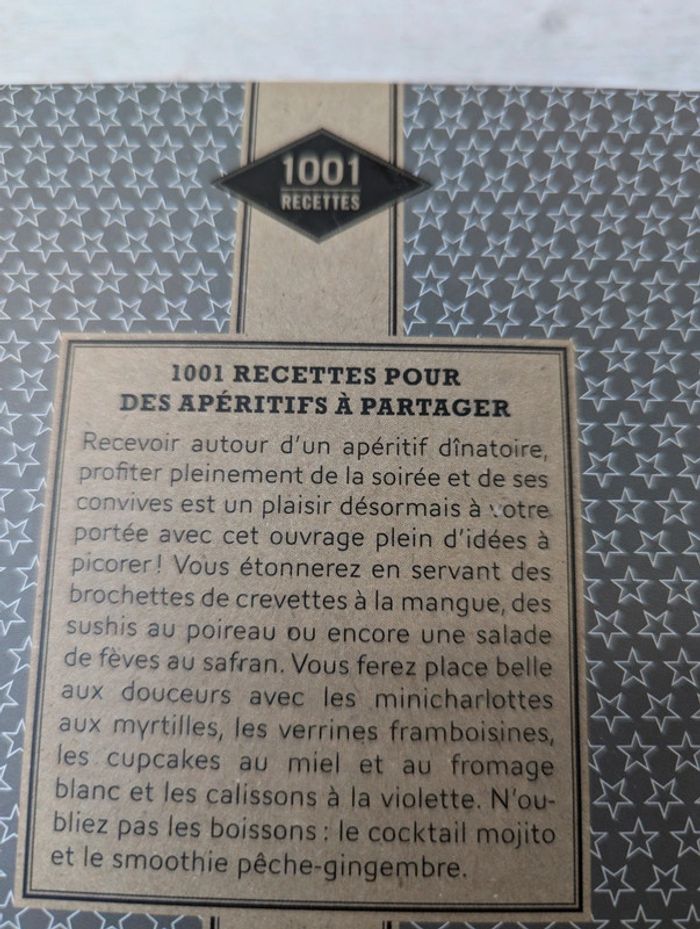 1001
RECETTES
1001 RECETTES POUR
DES APÉRITIFS À PARTAGER
Recevoir autour d'un apéritif dînatoire,
profiter pleinement de la soirée et de ses
convives est un plaisir désormais à votre
portée avec cet ouvrage plein d'idées à
picorer! Vous étonnerez en servant des
brochettes de crevettes à la mangue, des
sushis au poireau ou encore une salade
de fèves au safran. Vous ferez place belle
aux douceurs avec les minicharlottes
aux myrtilles, les verrines framboisines,
les cupcakes au miel et au fromage
blanc et les calissons à la violette. N'ou-
bliez pas les boissons : le cocktail mojito
et le smoothie pêche-gingembre.